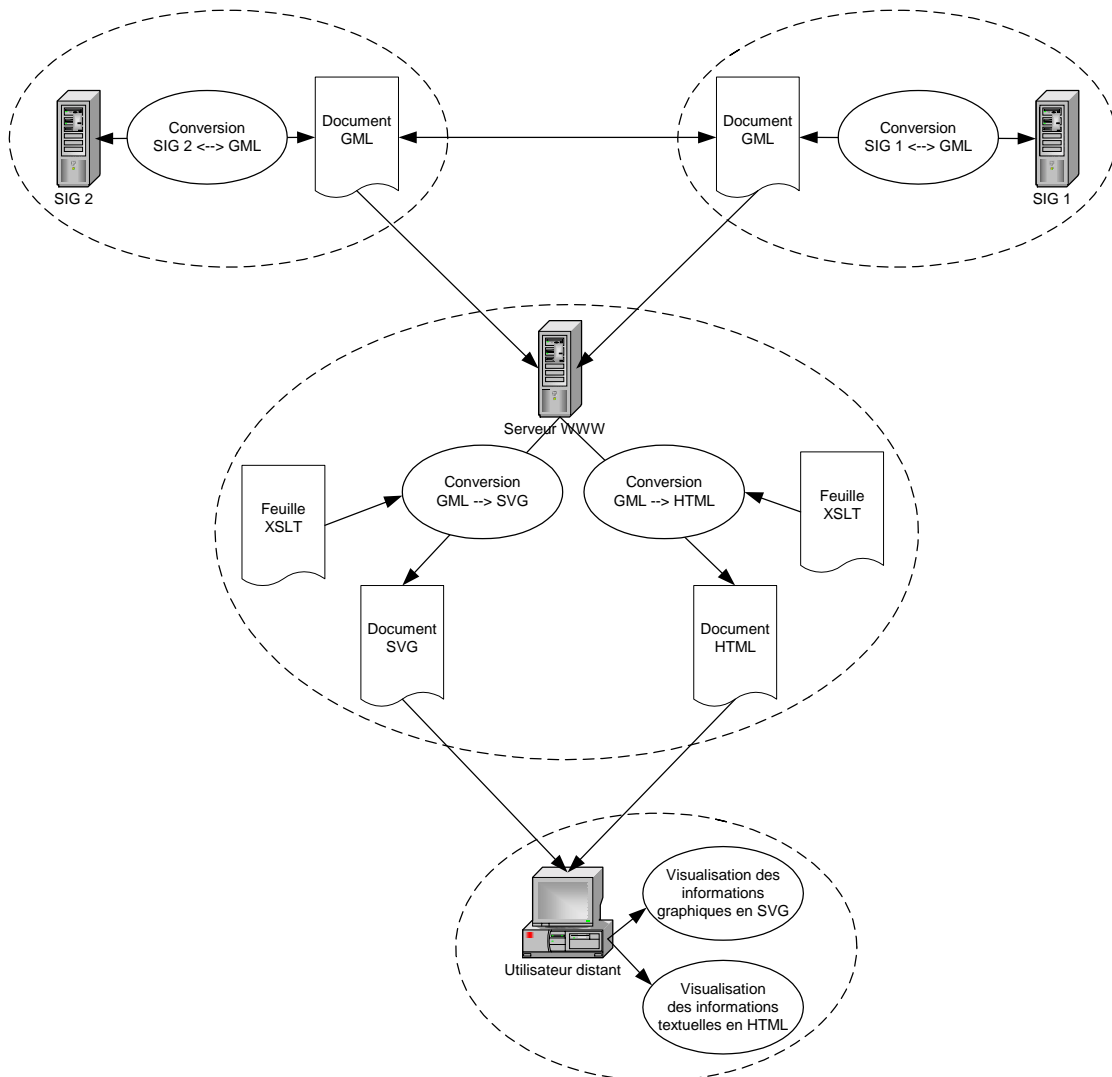 Conversion
SIG 2 <--> GML
Document
GML
SIG 2
Document
GML
Conversion
SIG 1 <--> GML
SIG 1
Serveur WWW
Feuille
XSLT
Conversion
GML --> SVG
Conversion
GML --> HTML
Feuille
XSLT
Document
SVG
Document
HTML
Utilisateur distant
Visualisation des
informations
graphiques en SVG
Visualisation
des informations
textuelles en HTML